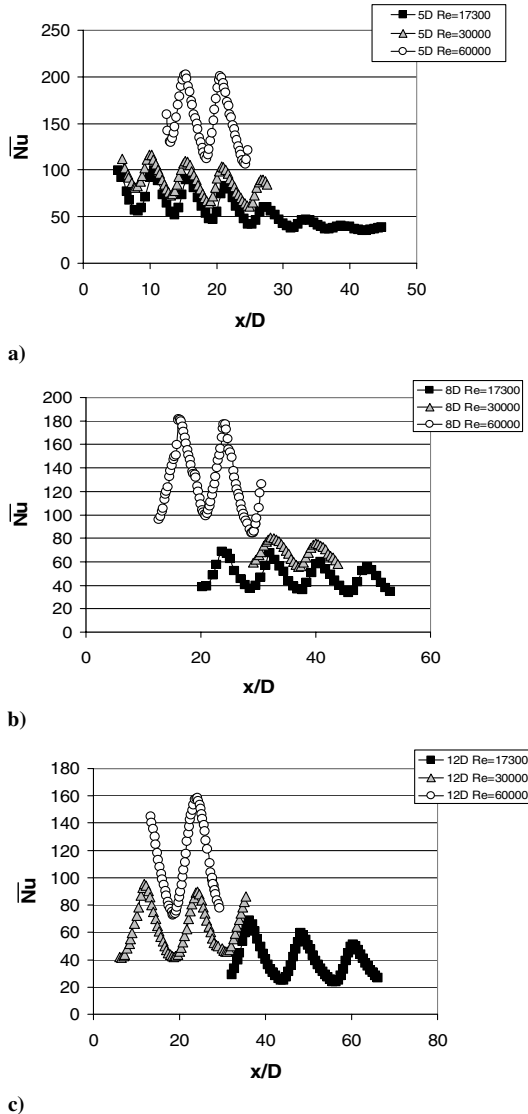 5D Re=17300
5D Re=30000
5D Re=60000
250
200
150
100
50
0
N̅u̅
0 10 20 30 40 50
x/D
a)
8D Re=17300
8D Re=30000
8D Re=60000
200
180
160
140
120
100
80
60
40
20
0
N̅u̅
0 20 40 60
x/D
b)
12D Re=17300
12D Re=30000
12D Re=60000
180
160
140
120
100
80
60
40
20
0
N̅u̅
0 20 40 60 80
x/D
c)